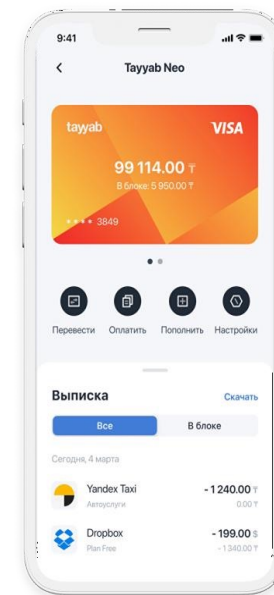 9:41
Tayyab Neo
tayyab VISA
99 114.00 ₸
В блоке: 5 950.00 ₸
•••• 3849
Перевести Оплатить Пополнить Настройки
Выписка Скачать
Все В блоке
Сегодня, 4 марта
Yandex Taxi - 1 240.00 ₸
Автоуслуги 0.00 ₸
Dropbox - 199.00 $
Plan Free - 1 340.00 ₸